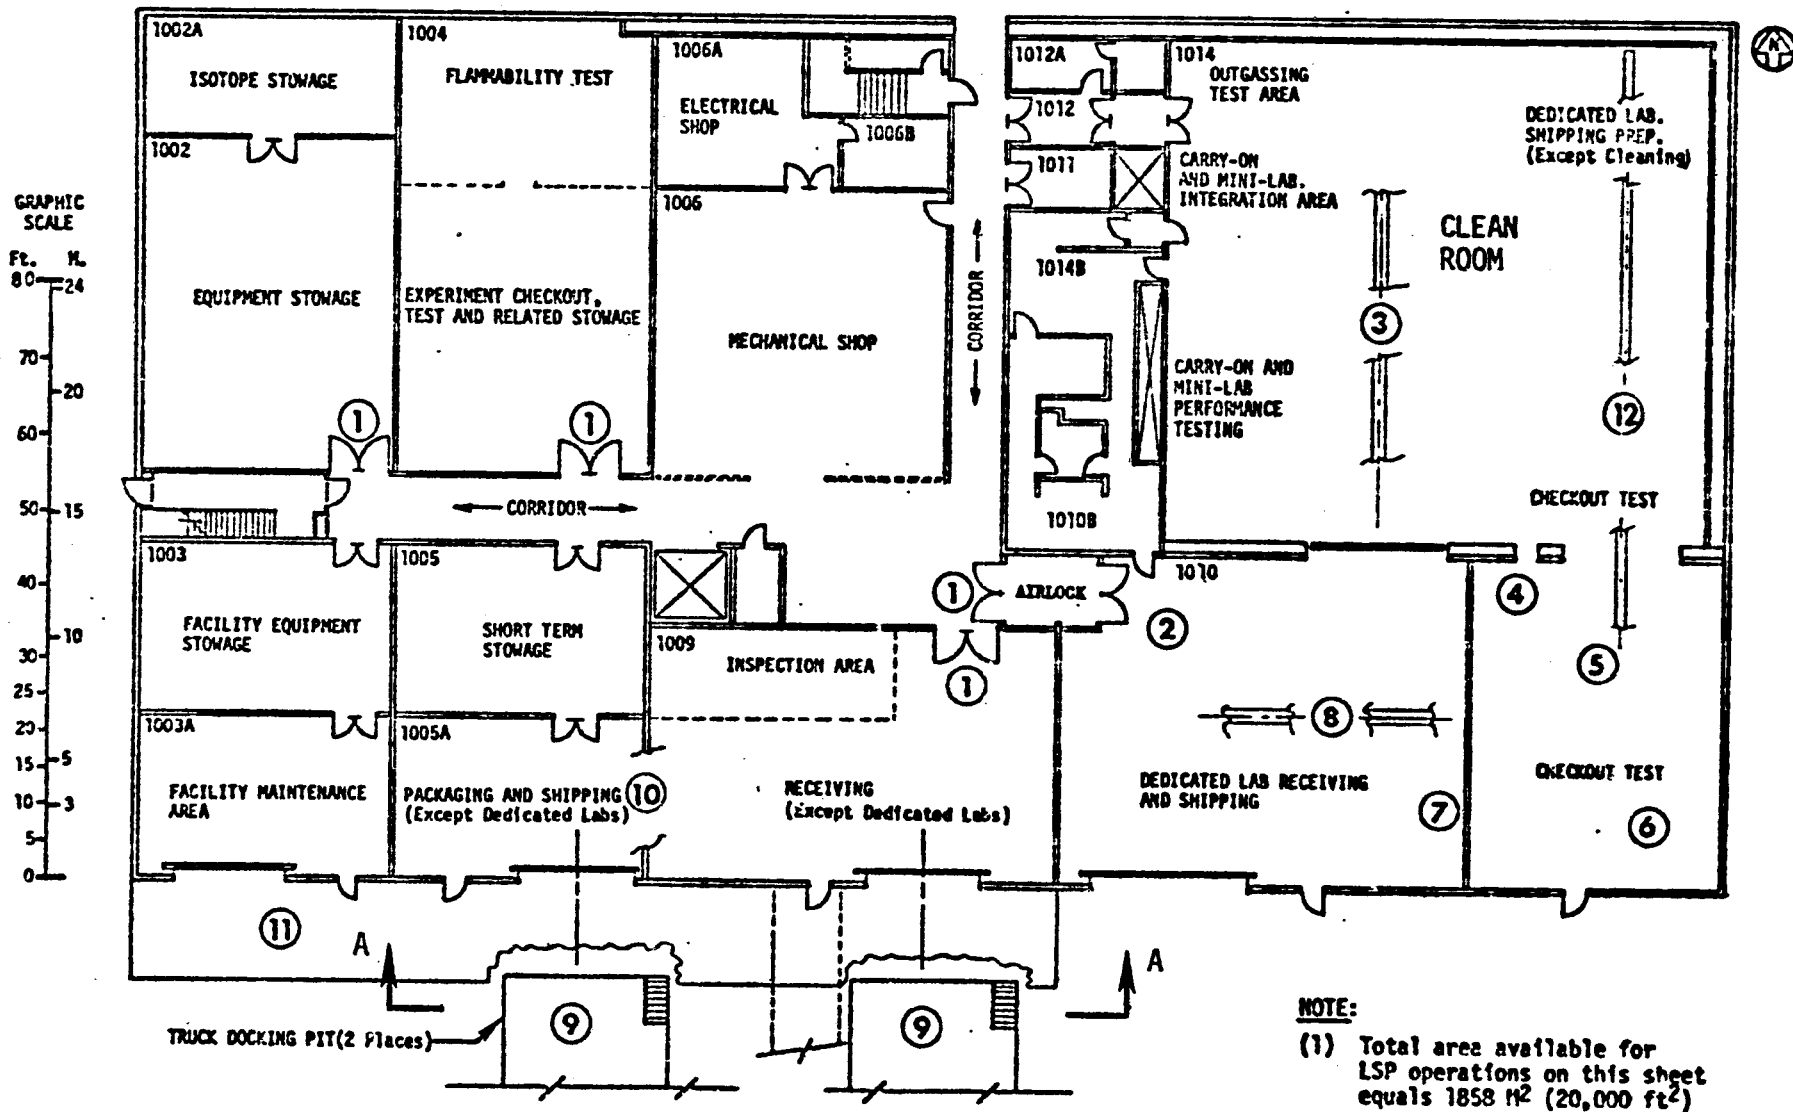 1002A
ISOTOPE STOWAGE
1004
FLAMMABILITY TEST
1006A
ELECTRICAL
SHOP
1006B
1012A
1012
1011
1014
OUTGASSING
TEST AREA
N
DEDICATED LAB.
SHIPPING PREP.
(Except Cleaning)
CARRY-ON
AND MINI-LAB.
INTEGRATION AREA
CLEAN
ROOM
GRAPHIC
SCALE
Ft. M.
80 24
70
20
60
50 15
40
10
30
25
20
15 5
10 3
5
0
1002
EQUIPMENT STOWAGE
EXPERIMENT CHECKOUT,
TEST AND RELATED STOWAGE
1006
MECHANICAL SHOP
CORRIDOR
1014B
3
CARRY-ON AND
MINI-LAB
PERFORMANCE
TESTING
12
1
1
CORRIDOR
1010B
CHECKOUT TEST
1003
FACILITY EQUIPMENT
STOWAGE
1005
SHORT TERM
STOWAGE
1009
INSPECTION AREA
1
AIRLOCK
1
1010
2
4
5
8
1003A
FACILITY MAINTENANCE
AREA
1005A
PACKAGING AND SHIPPING
(Except Dedicated Labs)
10
RECEIVING
(Except Dedicated Labs)
DEDICATED LAB RECEIVING
AND SHIPPING
7
CHECKOUT TEST
6
11
A
A
TRUCK DOCKING PIT(2 Places)
9
9
NOTE:
(1) Total area available for
LSP operations on this sheet
equals 1858 M² (20,000 ft²)